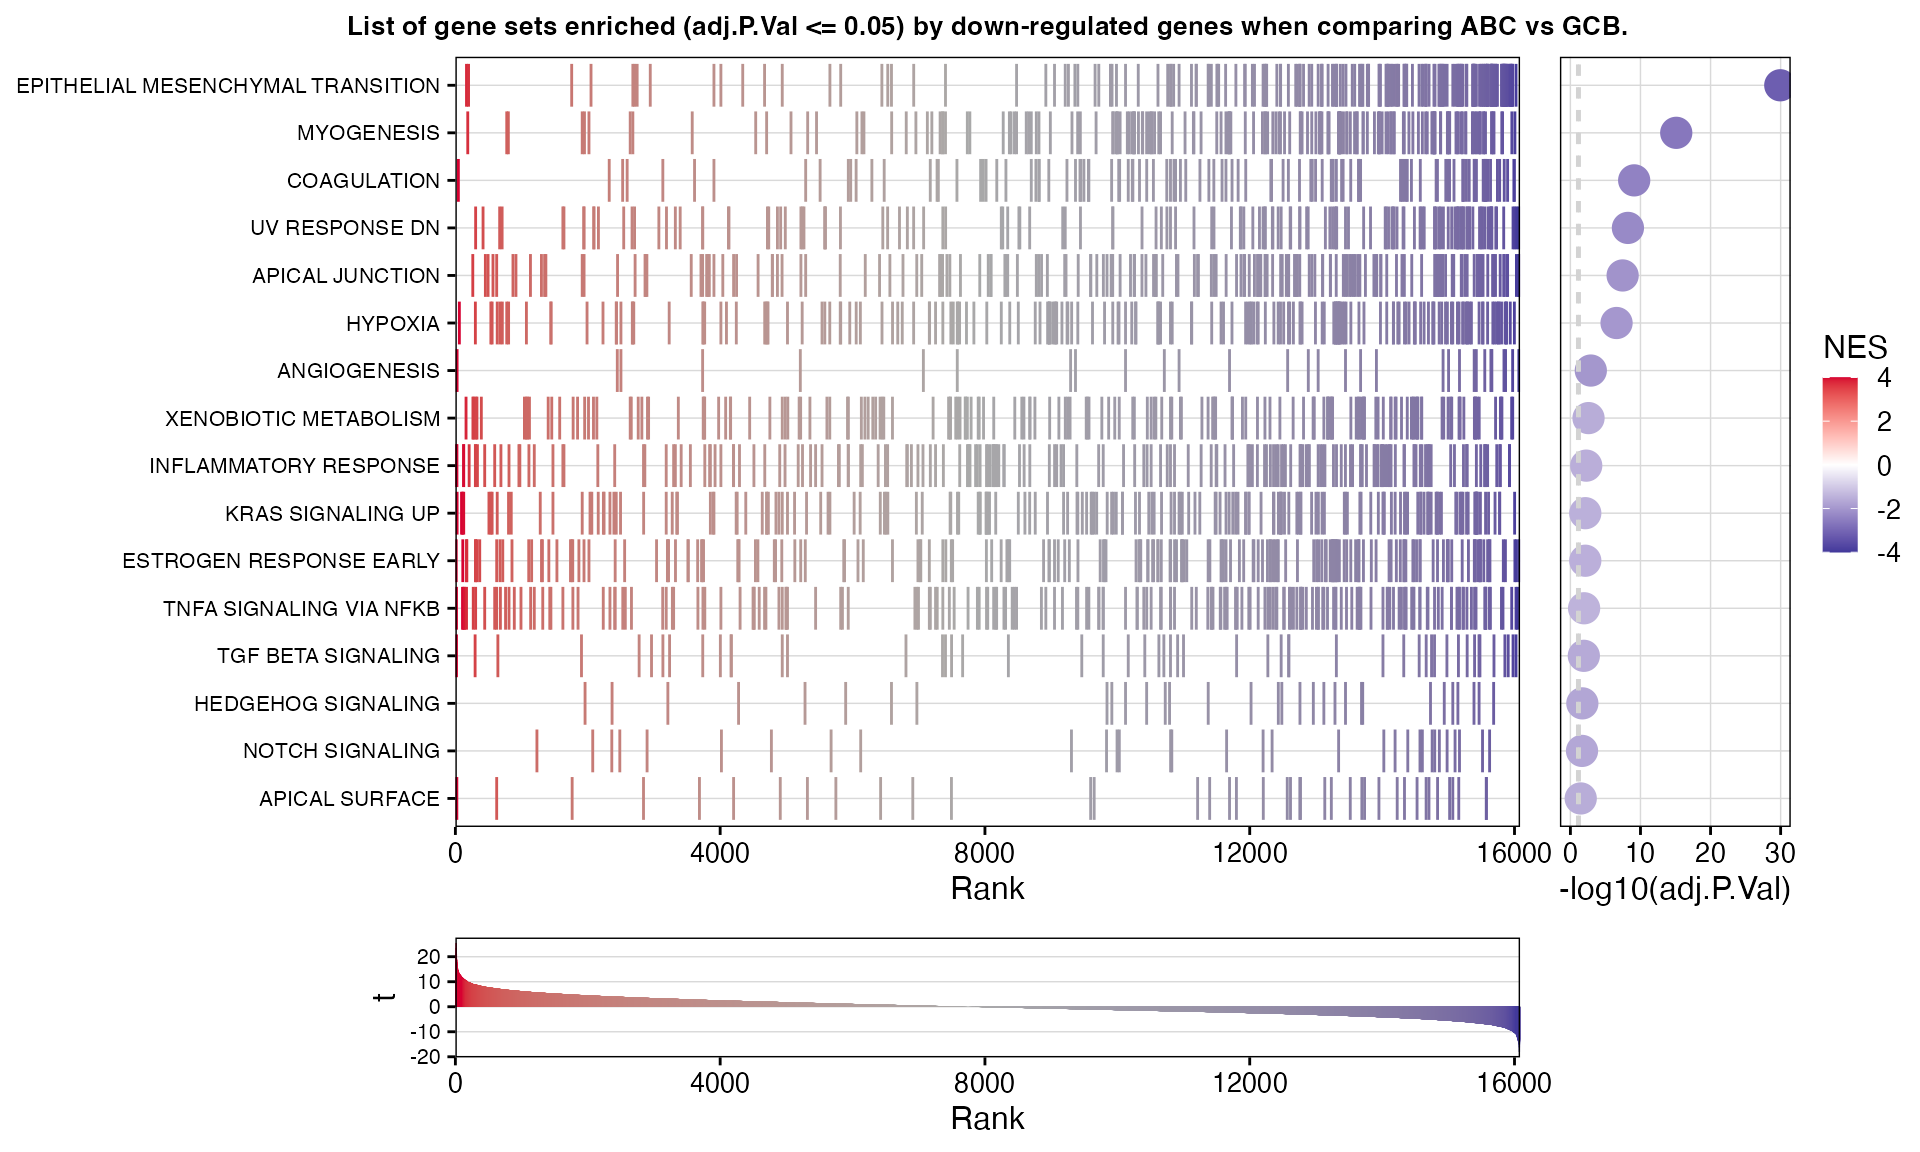 List of gene sets enriched (adj.P.Val <= 0.05) by down-regulated genes when comparing ABC vs GCB.
EPITHELIAL MESENCHYMAL TRANSITION
MYOGENESIS
COAGULATION
UV RESPONSE DN
APICAL JUNCTION
HYPOXIA
ANGIOGENESIS
XENOBIOTIC METABOLISM
INFLAMMATORY RESPONSE
KRAS SIGNALING UP
ESTROGEN RESPONSE EARLY
TNFA SIGNALING VIA NFKB
TGF BETA SIGNALING
HEDGEHOG SIGNALING
NOTCH SIGNALING
APICAL SURFACE
0 4000 8000 12000 16000
Rank
0 10 20 30
-log10(adj.P.Val)
NES
4
2
0
-2
-4
t
20
10
0
-10
-20
0 4000 8000 12000 16000
Rank